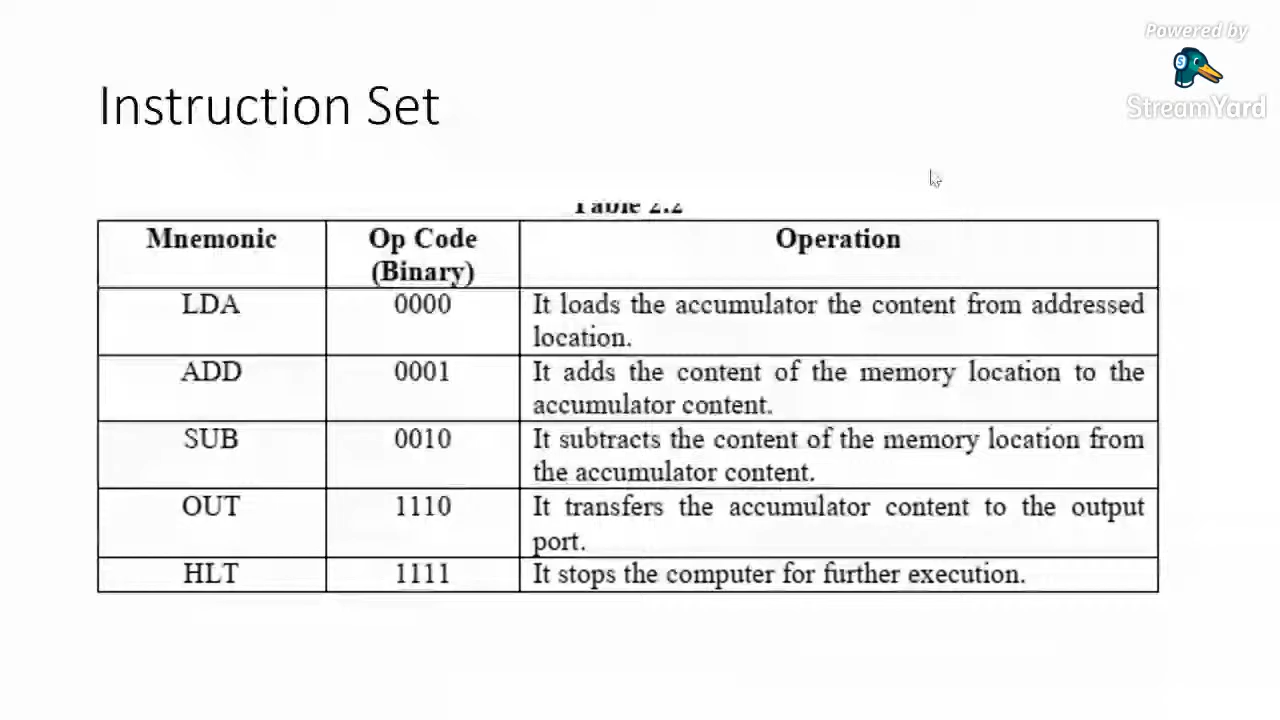 Powered by
StreamYard
Instruction Set
Table 2.2
Mnemonic Op Code (Binary) Operation
LDA 0000 It loads the accumulator the content from addressed
location.
ADD 0001 It adds the content of the memory location to the
accumulator content.
SUB 0010 It subtracts the content of the memory location from
the accumulator content.
OUT 1110 It transfers the accumulator content to the output
port.
HLT 1111 It stops the computer for further execution.